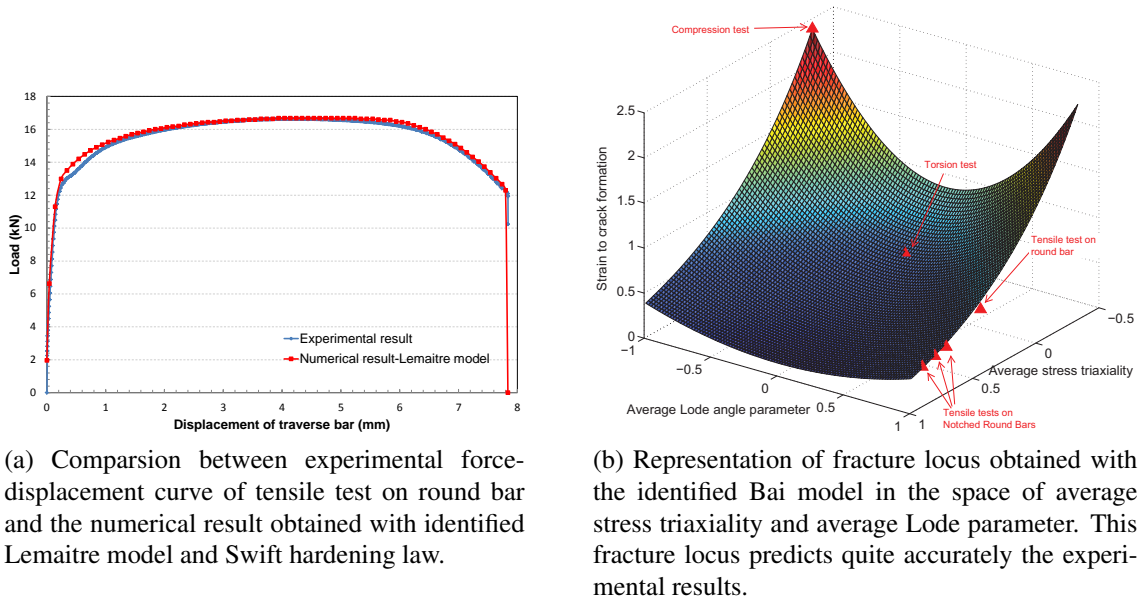 18
16
14
12
10
8
6
4
2
0
Load (kN)
Experimental result
Numerical result-Lemaitre model
0 1 2 3 4 5 6 7 8
Displacement of traverse bar (mm)
Compression test
Torsion test
Tensile test on
round bar
2.5
2
1.5
1
0.5
0
Strain to crack formation
−1
−0.5
0
0.5
1
Average Lode angle parameter
−0.5
0
0.5
1
Average stress triaxiality
Tensile tests on
Notched Round Bars
(a) Comparsion between experimental force-
displacement curve of tensile test on round bar
and the numerical result obtained with identified
Lemaitre model and Swift hardening law.
(b) Representation of fracture locus obtained with
the identified Bai model in the space of average
stress triaxiality and average Lode parameter. This
fracture locus predicts quite accurately the experi-
mental results.